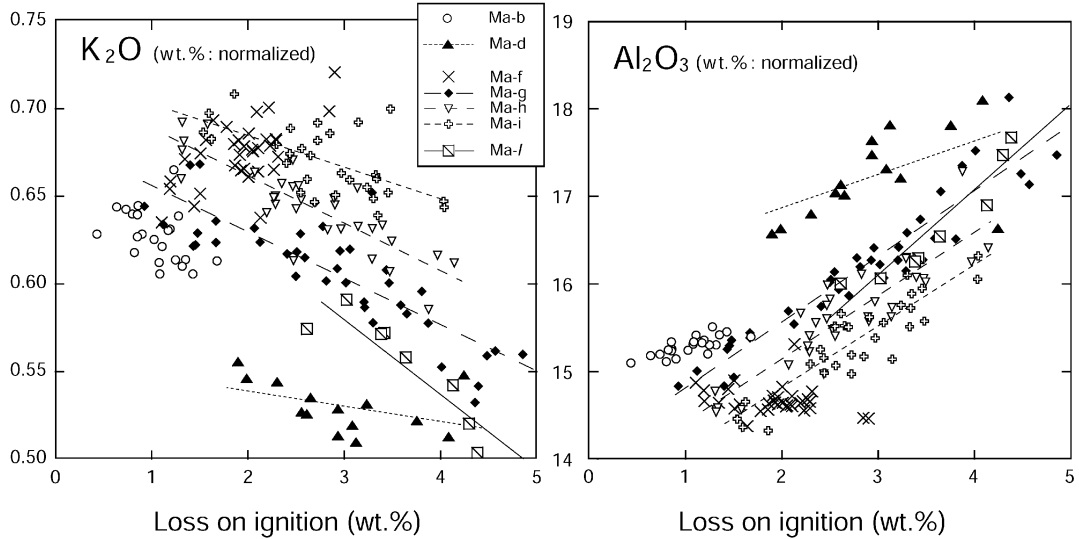 K2O (wt.% : normalized)
0.75
0.70
0.65
0.60
0.55
0.50
0
1
2
3
4
5
Loss on ignition (wt.%)
Ma-b
Ma-d
Ma-f
Ma-g
Ma-h
Ma-i
Ma-l
Al2O3 (wt.% : normalized)
19
18
17
16
15
14
0
1
2
3
4
5
Loss on ignition (wt.%)